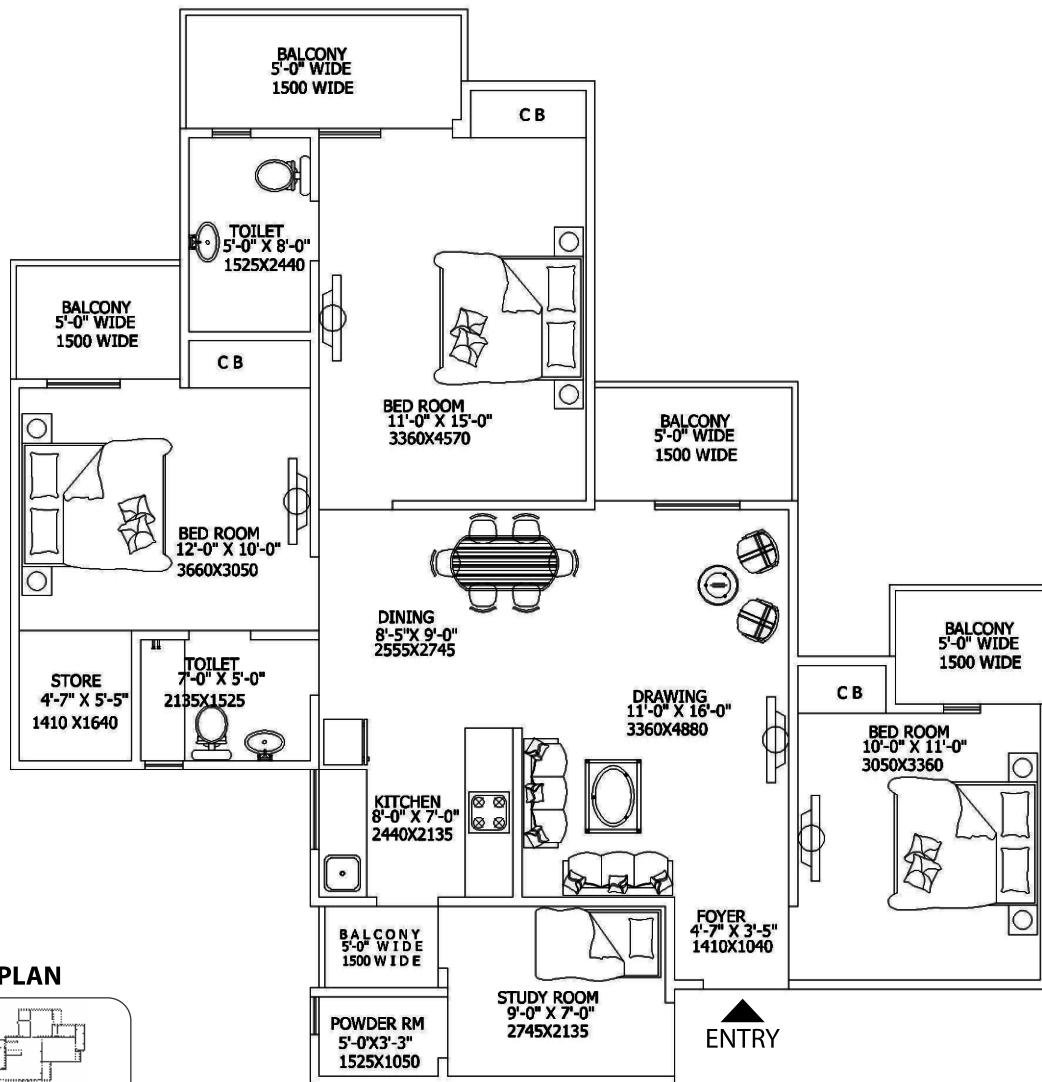 BALCONY
5'-0" WIDE
1500 WIDE
C B
TOILET
5'-0" X 8'-0"
1525X2440
BALCONY
5'-0" WIDE
1500 WIDE
C B
BED ROOM
11'-0" X 15'-0"
3360X4570
BALCONY
5'-0" WIDE
1500 WIDE
BED ROOM
12'-0" X 10'-0"
3660X3050
DINING
8'-5"X 9'-0"
2555X2745
BALCONY
5'-0" WIDE
1500 WIDE
STORE
4'-7" X 5'-5"
1410 X1640
TOILET
7'-0" X 5'-0"
2135X1525
DRAWING
11'-0" X 16'-0"
3360X4880
C B
BED ROOM
10'-0" X 11'-0"
3050X3360
KITCHEN
8'-0" X 7'-0"
2440X2135
FOYER
4'-7" X 3'-5"
1410X1040
BALCONY
5'-0" WIDE
1500 WIDE
PLAN
STUDY ROOM
9'-0" X 7'-0"
2745X2135
POWDER RM
5'-0'X3'-3"
1525X1050
ENTRY